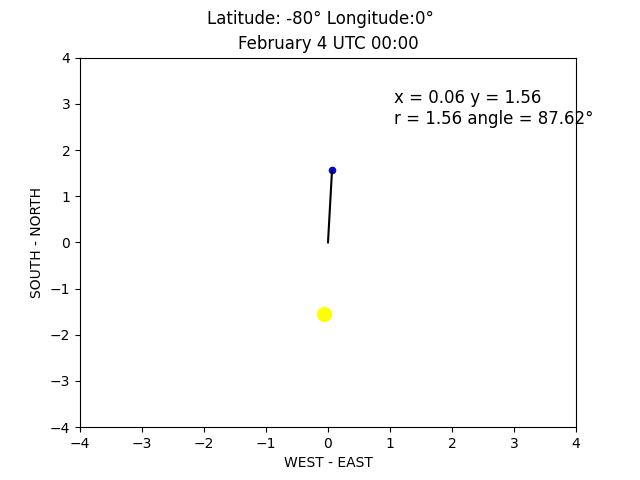 Latitude: -80° Longitude:0°
February 4 UTC 00:00
x = 0.06 y = 1.56
r = 1.56 angle = 87.62°
4
3
2
1
0
−1
−2
−3
−4
SOUTH - NORTH
−4 −3 −2 −1 0 1 2 3 4
WEST - EAST